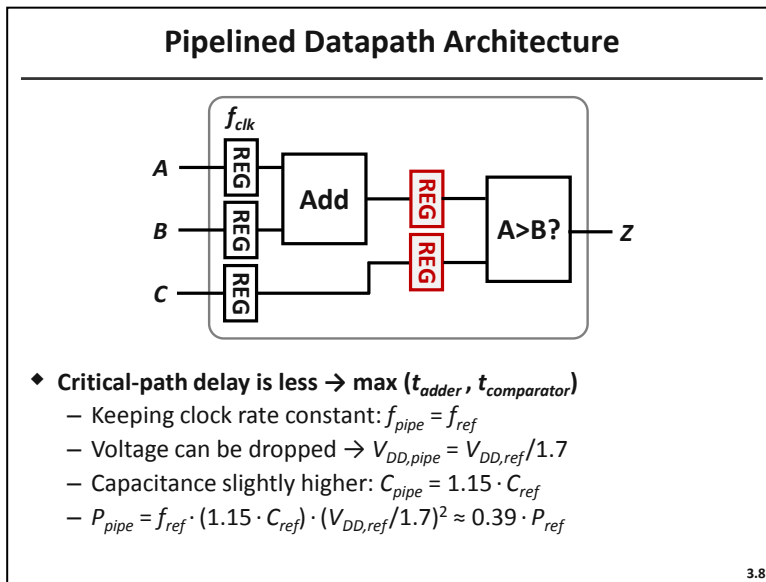 Pipelined Datapath Architecture
f_clk
A
REG
Add
REG
B
REG
A>B?
Z
C
REG
REG
◆ Critical-path delay is less → max (t_adder , t_comparator)
– Keeping clock rate constant: f_pipe = f_ref
– Voltage can be dropped → V_DD,pipe = V_DD,ref/1.7
– Capacitance slightly higher: C_pipe = 1.15 · C_ref
– P_pipe = f_ref · (1.15 · C_ref) · (V_DD,ref/1.7)² ≈ 0.39 · P_ref
3.8